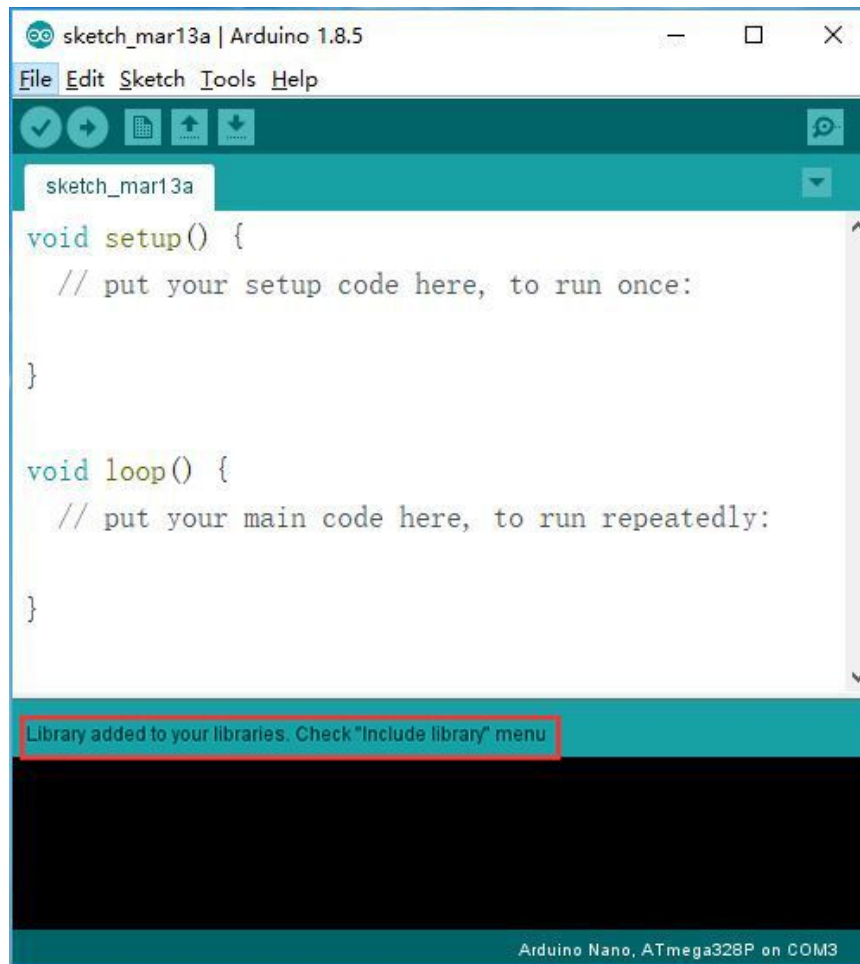 sketch_mar13a | Arduino 1.8.5
File Edit Sketch Tools Help
sketch_mar13a
void setup() {
  // put your setup code here, to run once:
}
void loop() {
  // put your main code here, to run repeatedly:
}
Library added to your libraries. Check "Include library" menu
Arduino Nano, ATmega328P on COM3